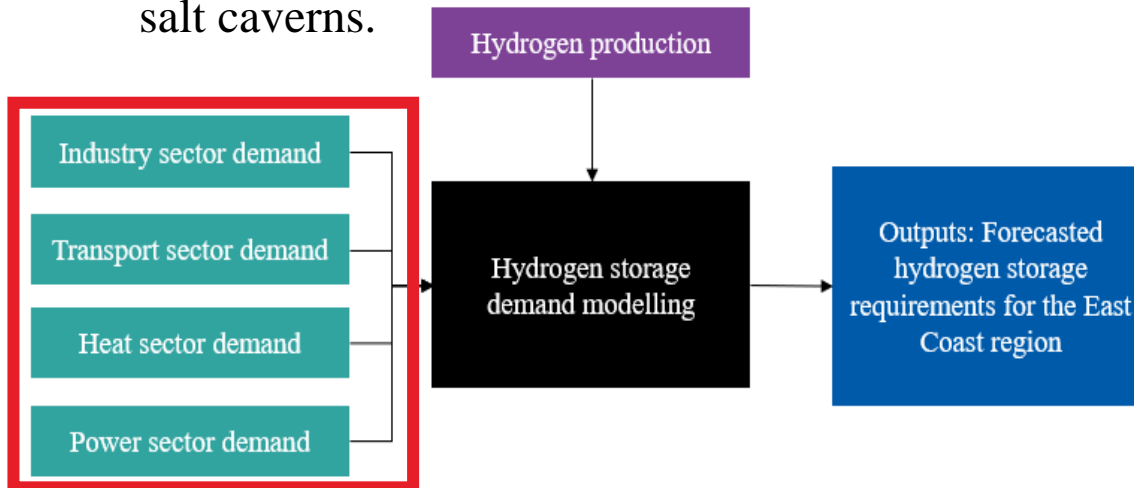 salt caverns.
Hydrogen production
Industry sector demand
Transport sector demand
Heat sector demand
Power sector demand
Hydrogen storage
demand modelling
Outputs: Forecasted
hydrogen storage
requirements for the East
Coast region